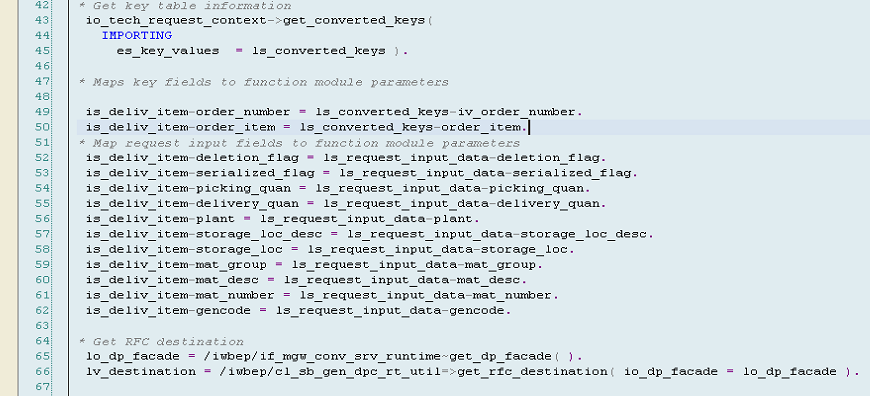 42 * Get key table information
43 io_tech_request_context->get_converted_keys(
44 IMPORTING
45 es_key_values  = ls_converted_keys ).
46
47 * Maps key fields to function module parameters
48
49 is_deliv_item-order_number = ls_converted_keys-iv_order_number.
50 is_deliv_item-order_item = ls_converted_keys-order_item.
51 * Map request input fields to function module parameters
52 is_deliv_item-deletion_flag = ls_request_input_data-deletion_flag.
53 is_deliv_item-serialized_flag = ls_request_input_data-serialized_flag.
54 is_deliv_item-picking_quan = ls_request_input_data-picking_quan.
55 is_deliv_item-delivery_quan = ls_request_input_data-delivery_quan.
56 is_deliv_item-plant = ls_request_input_data-plant.
57 is_deliv_item-storage_loc_desc = ls_request_input_data-storage_loc_desc.
58 is_deliv_item-storage_loc = ls_request_input_data-storage_loc.
59 is_deliv_item-mat_group = ls_request_input_data-mat_group.
60 is_deliv_item-mat_desc = ls_request_input_data-mat_desc.
61 is_deliv_item-mat_number = ls_request_input_data-mat_number.
62 is_deliv_item-gencode = ls_request_input_data-gencode.
63
64 * Get RFC destination
65 lo_dp_facade = /iwbep/if_mgw_conv_srv_runtime~get_dp_facade( ).
66 lv_destination = /iwbep/cl_sb_gen_dpc_rt_util=>get_rfc_destination( io_dp_facade = lo_dp_facade ).
67